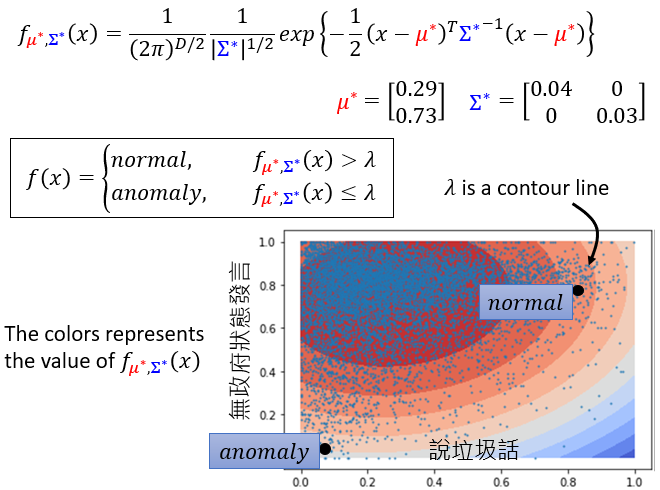 f_{μ*,Σ*}(x) = \frac{1}{(2π)^{D/2}} \frac{1}{|Σ*|^{1/2}} exp{-\frac{1}{2}(x − μ*)^T Σ*^{-1}(x − μ*)}
μ* = [0.29 0.73] Σ* = [0.04 0 0 0.03]
f(x) = { normal, f_{μ*,Σ*}(x) > λ
anomaly, f_{μ*,Σ*}(x) ≤ λ
λ is a contour line
The colors represents
the value of f_{μ*,Σ*}(x)
無政府狀態發言
1.0
0.8
0.6
0.4
0.2
normal
anomaly
說垃圾話
0.0 0.2 0.4 0.6 0.8 1.0